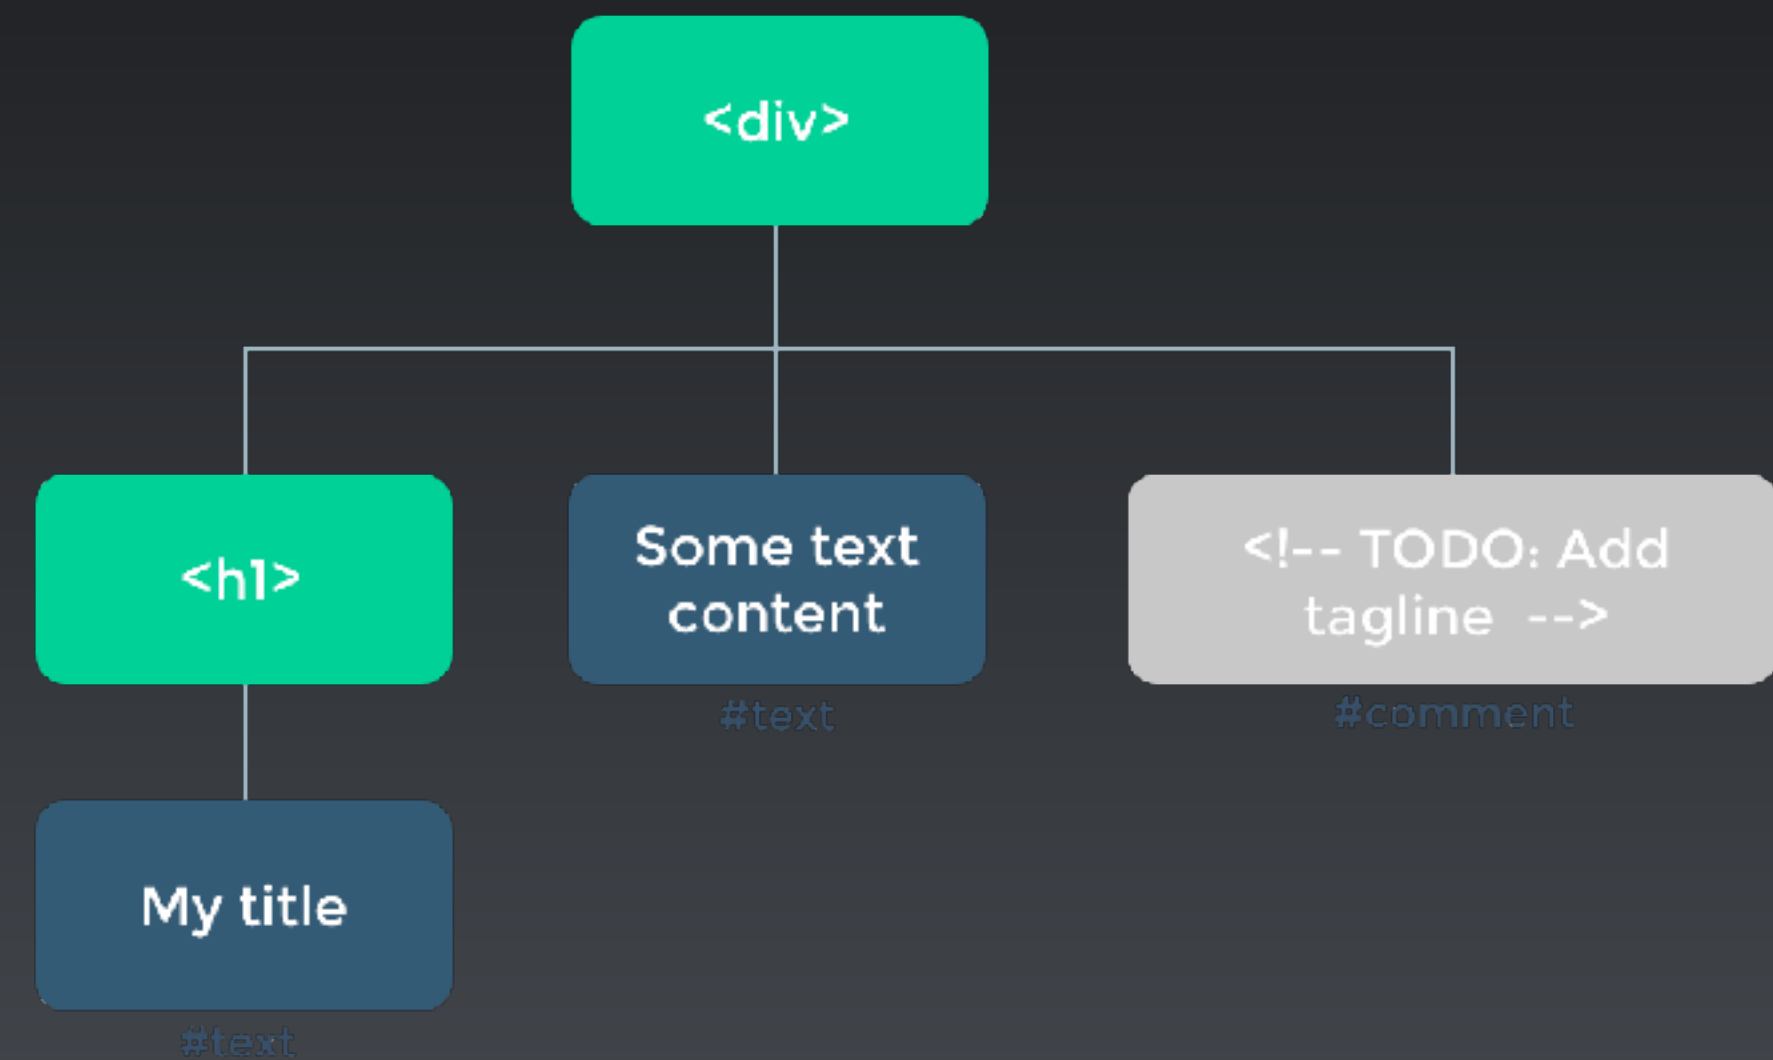 <div>
<h1>
Some text
content
<!-- TODO: Add
tagline -->
#text
#comment
My title
#text